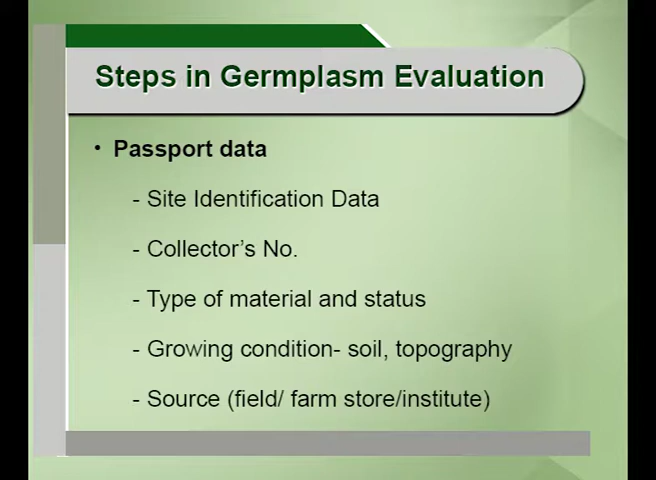 Steps in Germplasm Evaluation
• Passport data
- Site Identification Data
- Collector’s No.
- Type of material and status
- Growing condition- soil, topography
- Source (field/ farm store/institute)